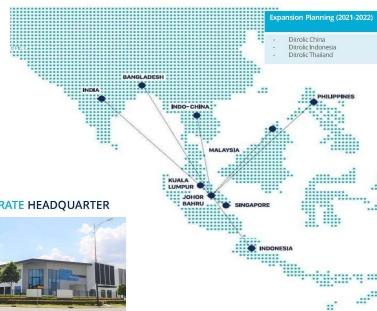 Expansion Planning (2021-2022)
- Ditrolic China
- Ditrolic Indonesia
- Ditrolic Thailand
BANGLADESH
INDIA
INDO-CHINA
PHILIPPINES
MALAYSIA
KUALA
LUMPUR
JOHOR
BAHRU
SINGAPORE
RATE HEADQUARTER
INDONESIA